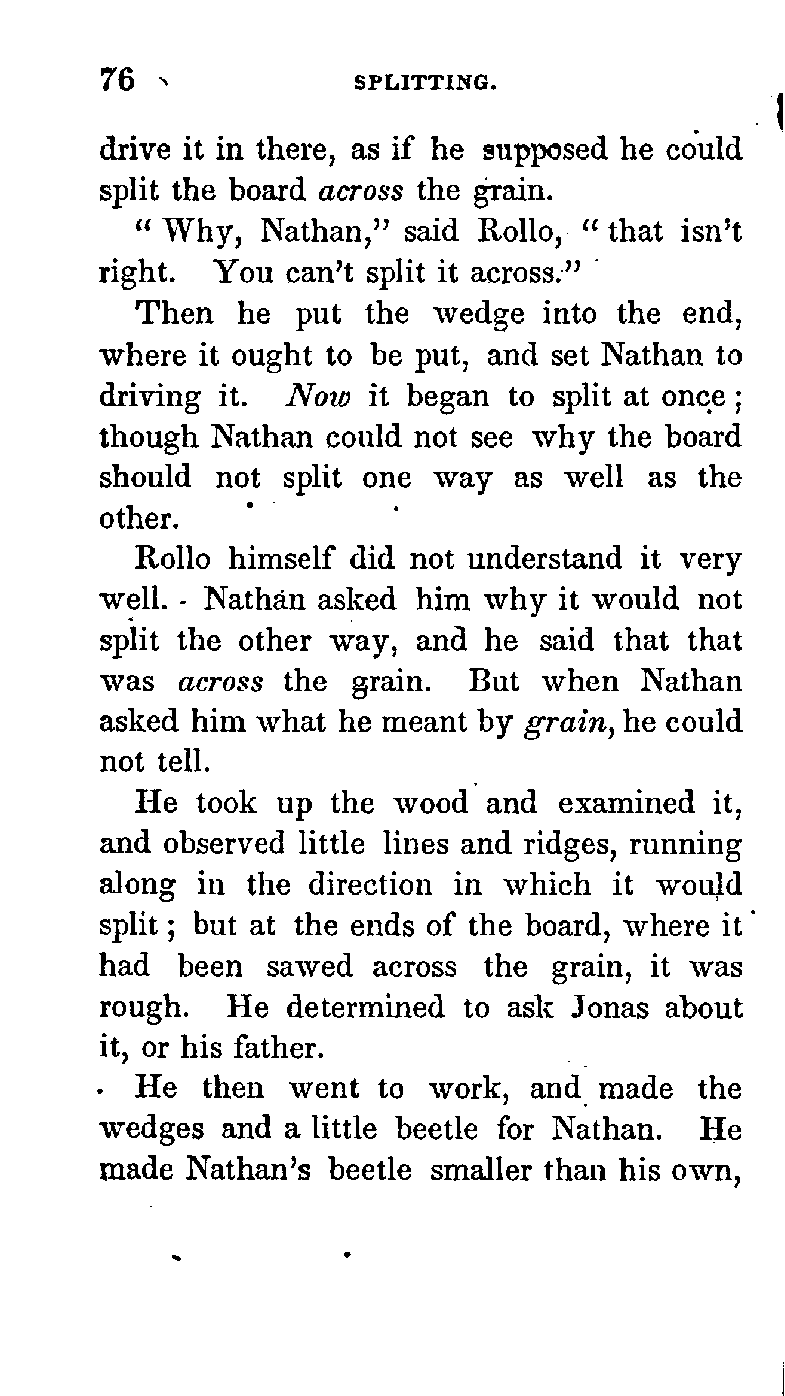 76 SPLITTING.
drive it in there, as if he supposed he could
split the board across the grain.
“ Why, Nathan,” said Rollo, “ that isn’t
right. You can’t split it across.”
Then he put the wedge into the end,
where it ought to be put, and set Nathan to
driving it. Now it began to split at once ;
though Nathan could not see why the board
should not split one way as well as the
other.
Rollo himself did not understand it very
well. Nathan asked him why it would not
split the other way, and he said that that
was across the grain. But when Nathan
asked him what he meant by grain, he could
not tell.
He took up the wood and examined it,
and observed little lines and ridges, running
along in the direction in which it would
split ; but at the ends of the board, where it
had been sawed across the grain, it was
rough. He determined to ask Jonas about
it, or his father.
He then went to work, and made the
wedges and a little beetle for Nathan. He
made Nathan’s beetle smaller than his own,